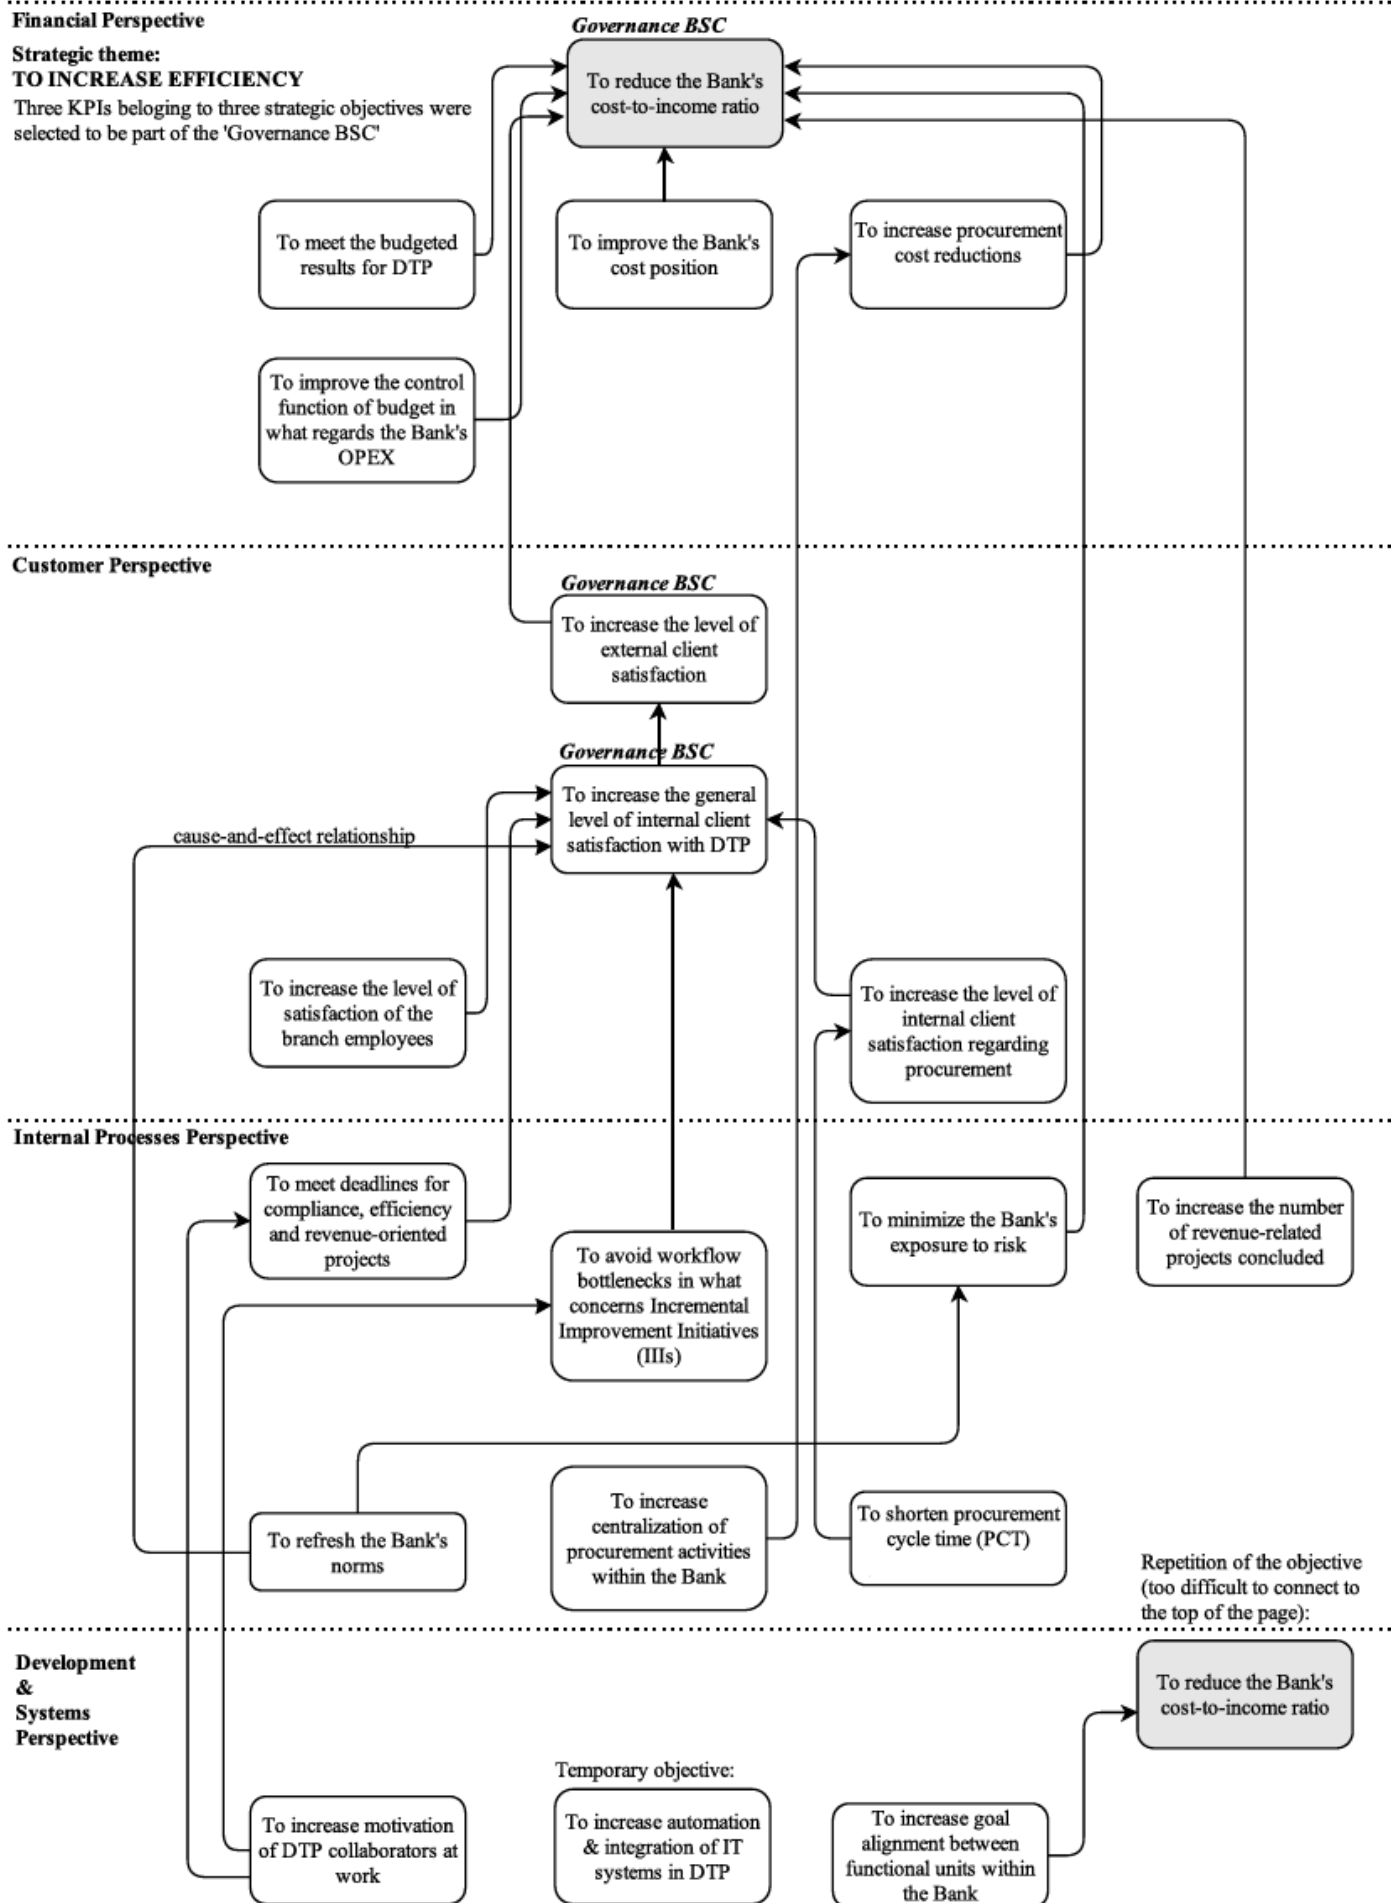 Financial Perspective
Governance BSC
Strategic theme:
TO INCREASE EFFICIENCY
Three KPIs beloging to three strategic objectives were
selected to be part of the 'Governance BSC'
To reduce the Bank's
cost-to-income ratio
To meet the budgeted
results for DTP
To improve the Bank's
cost position
To increase procurement
cost reductions
To improve the control
function of budget in
what regards the Bank's
OPEX
Customer Perspective
Governance BSC
To increase the level of
external client
satisfaction
Governance BSC
To increase the general
level of internal client
satisfaction with DTP
cause-and-effect relationship
To increase the level of
satisfaction of the
branch employees
To increase the level of
internal client
satisfaction regarding
procurement
Internal Processes Perspective
To meet deadlines for
compliance, efficiency
and revenue-oriented
projects
To avoid workflow
bottlenecks in what
concerns Incremental
Improvement Initiatives
(IIIs)
To minimize the Bank's
exposure to risk
To increase the number
of revenue-related
projects concluded
To refresh the Bank's
norms
To increase
centralization of
procurement activities
within the Bank
To shorten procurement
cycle time (PCT)
Repetition of the objective
(too difficult to connect to
the top of the page):
Development
&
Systems
Perspective
To reduce the Bank's
cost-to-income ratio
To increase motivation
of DTP collaborators at
work
Temporary objective:
To increase automation
& integration of IT
systems in DTP
To increase goal
alignment between
functional units within
the Bank